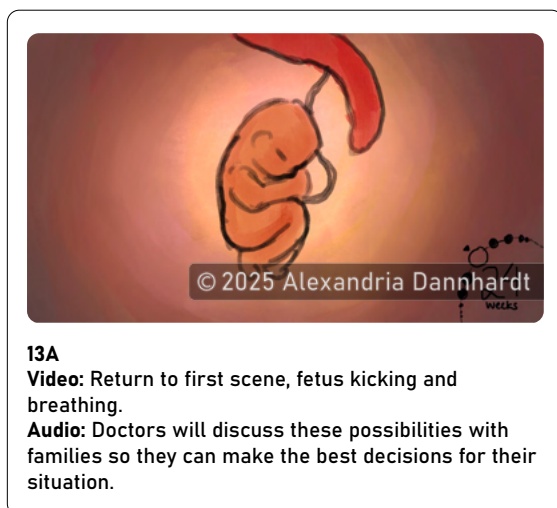 © 2025 Alexandria Dannhardt
24
weeks
13A
Video: Return to first scene, fetus kicking and
breathing.
Audio: Doctors will discuss these possibilities with
families so they can make the best decisions for their
situation.